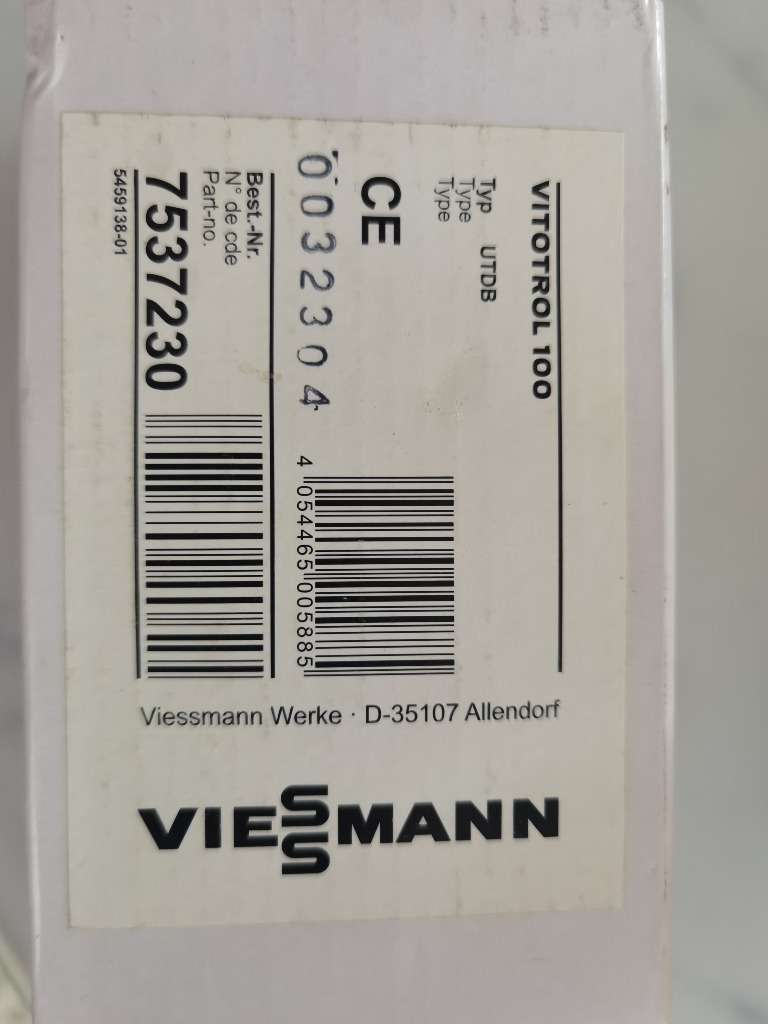 VITOTROL 100
Typ UTDB
Type
Type
CE
0032304
4 054465 005885
Best.-Nr.
N° de cde
Part-no.
7537230
5459138-01
Viessmann Werke · D-35107 Allendorf
VIESSMANN